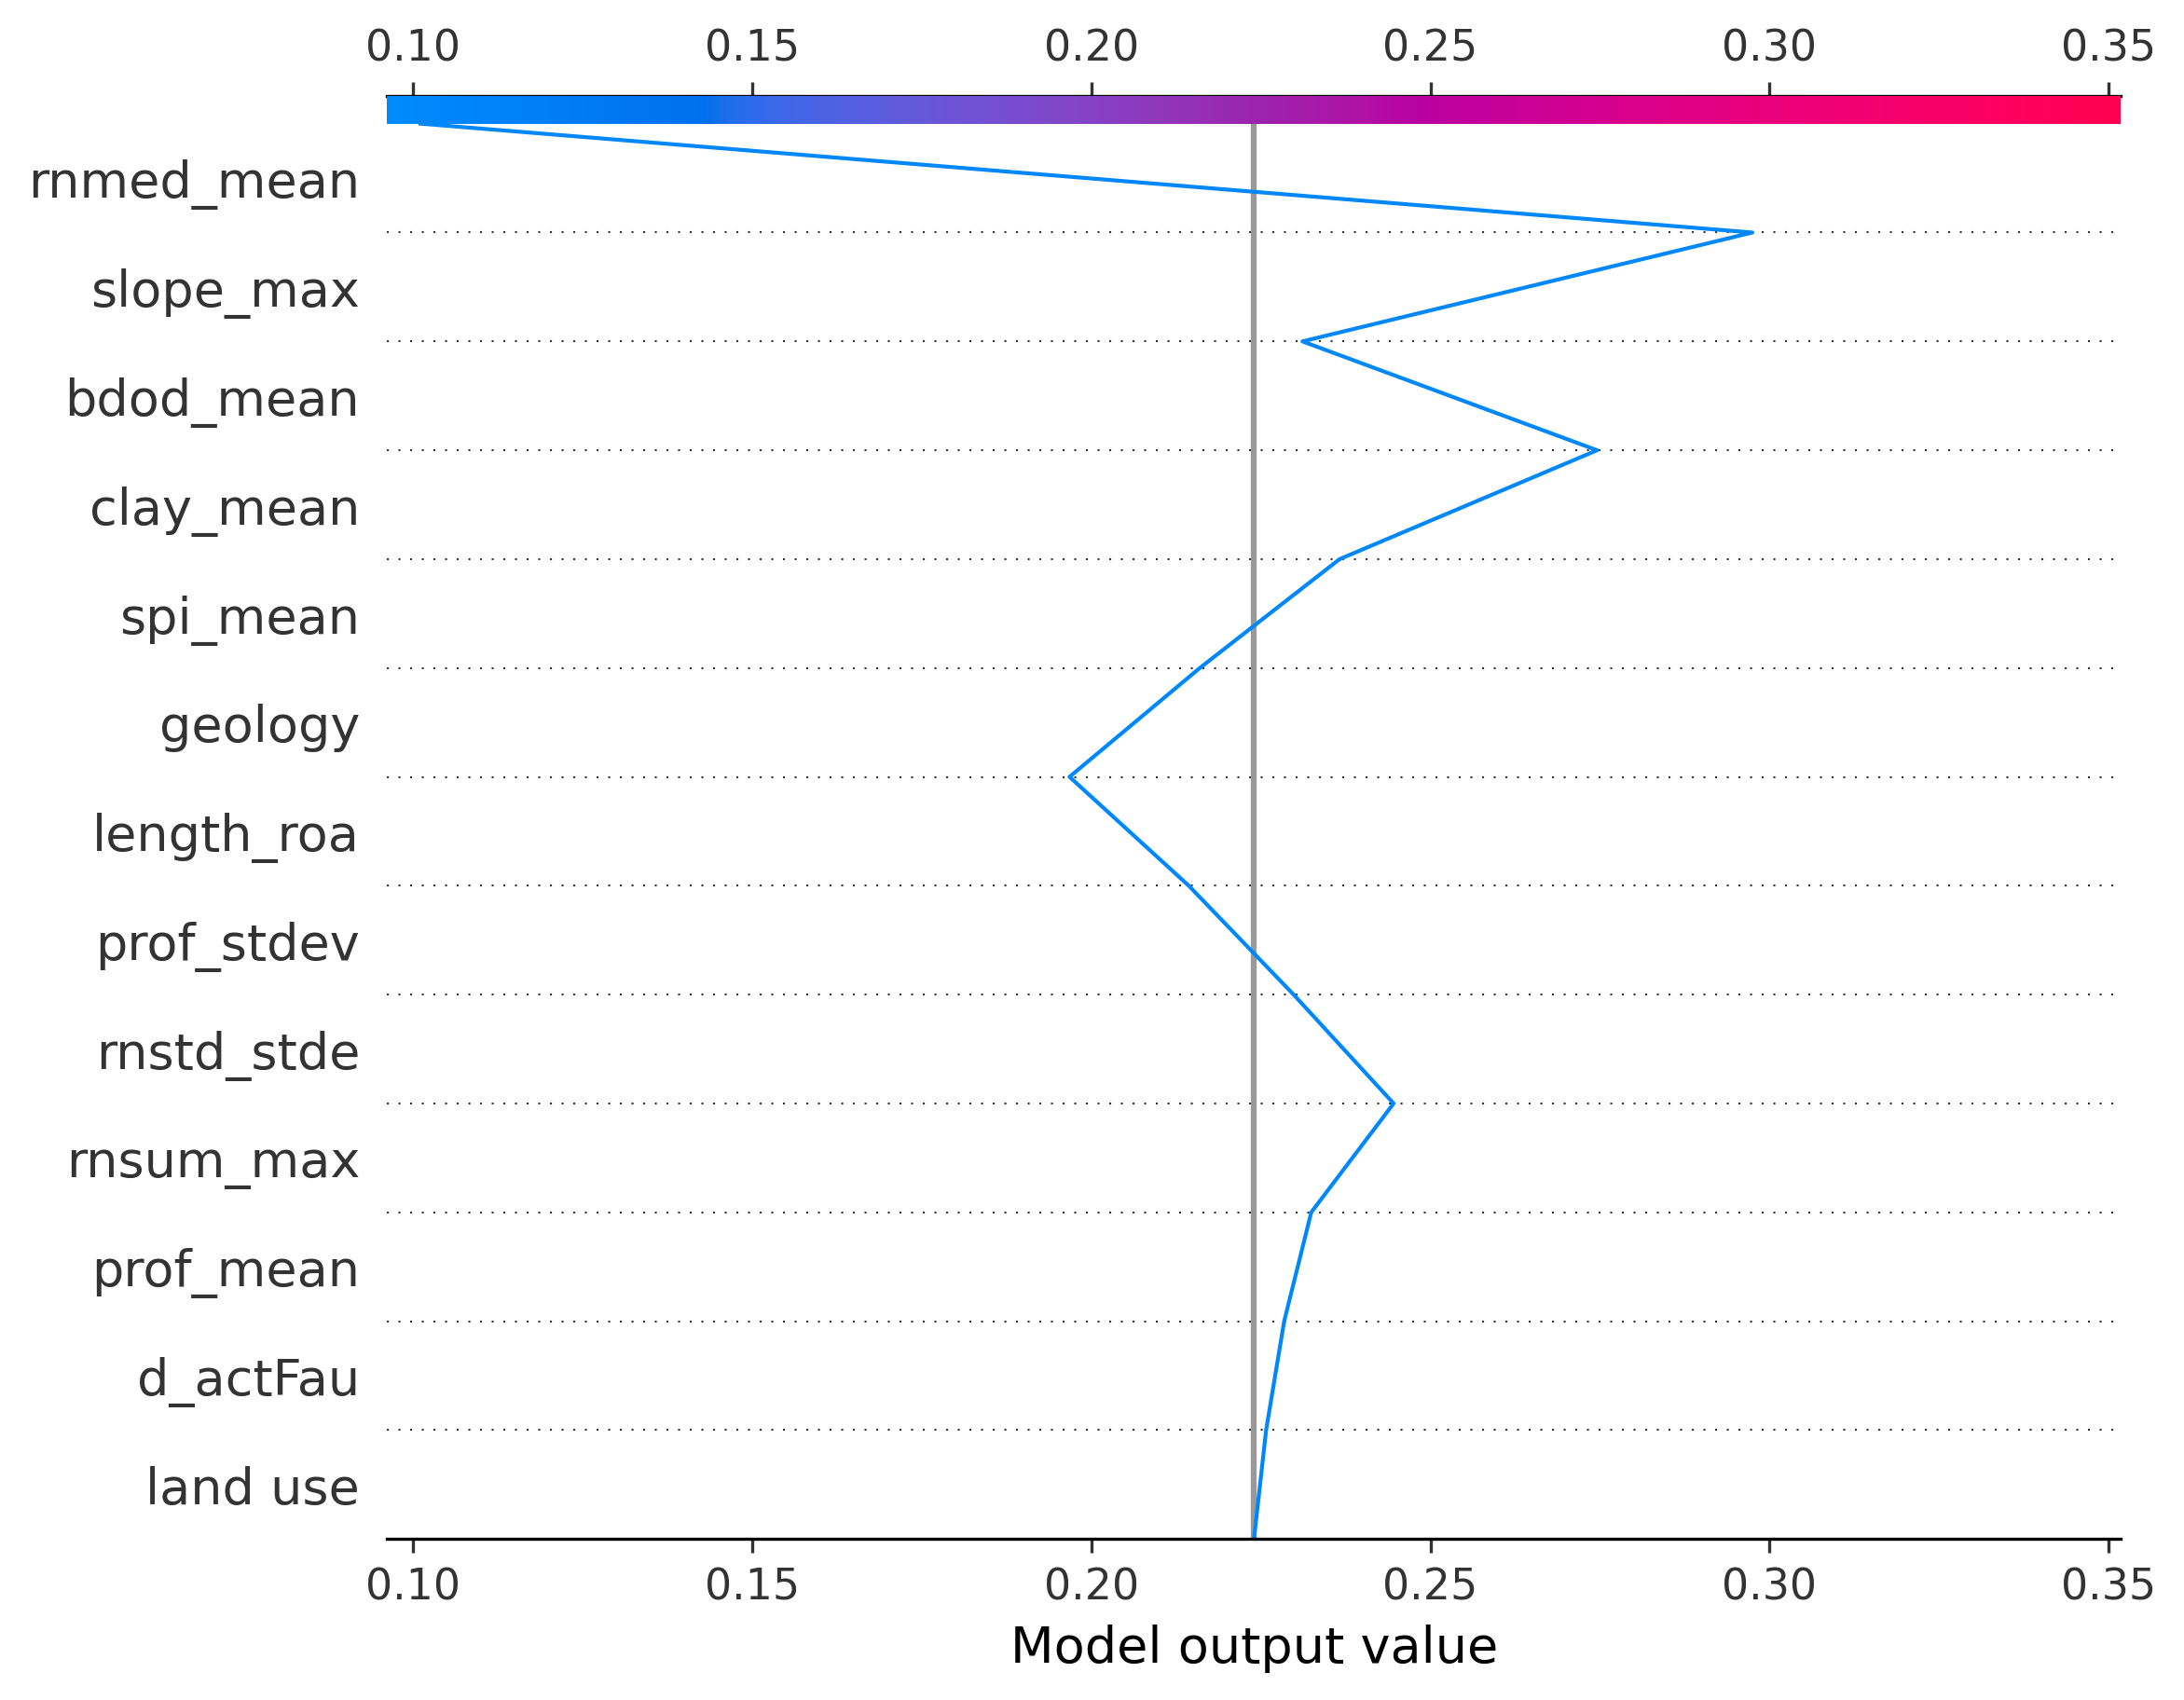 0.10 0.15 0.20 0.25 0.30 0.35
rnmed_mean
slope_max
bdod_mean
clay_mean
spi_mean
geology
length_roa
prof_stdev
rnstd_stde
rnsum_max
prof_mean
d_actFau
land use
0.10 0.15 0.20 0.25 0.30 0.35
Model output value